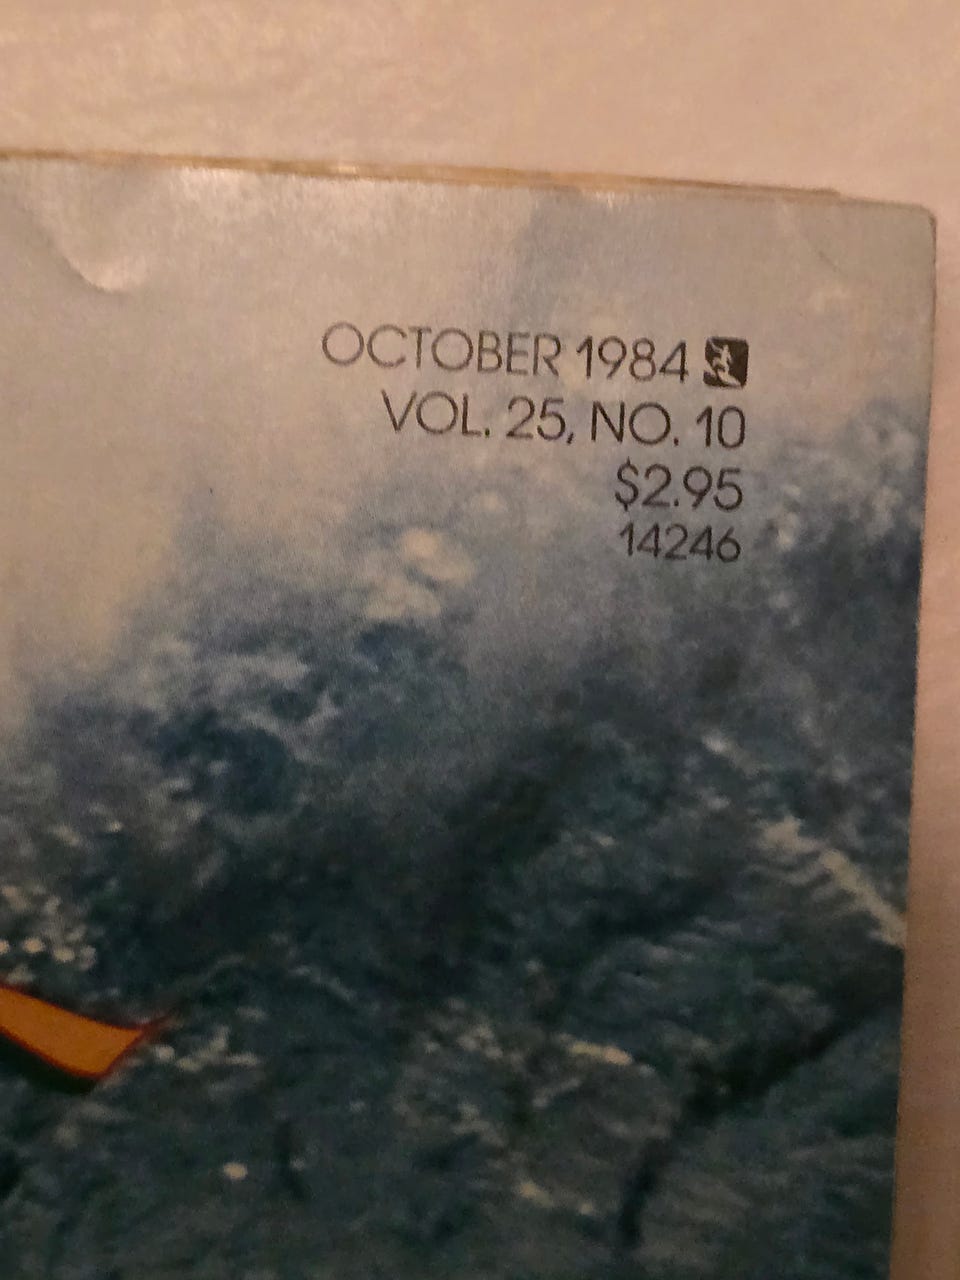 OCTOBER 1984
VOL. 25, NO. 10
$2.95
14246